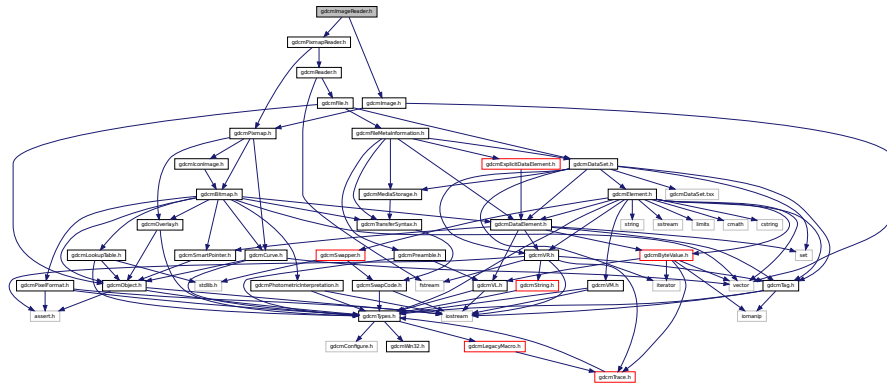 gdcmImageReader.h
gdcmPixmapReader.h
gdcmReader.h
gdcmFile.h
gdcmImage.h
gdcmPixmap.h
gdcmFileMetaInformation.h
gdcmIconImage.h
gdcmExplicitDataElement.h
gdcmDataSet.h
gdcmBitmap.h
gdcmMediaStorage.h
gdcmElement.h
gdcmDataSet.txx
gdcmOverlay.h
gdcmTransferSyntax.h
gdcmDataElement.h
string
sstream
limits
cmath
cstring
gdcmLookupTable.h
gdcmSmartPointer.h
gdcmCurve.h
gdcmSwapper.h
gdcmPreamble.h
gdcmVR.h
gdcmByteValue.h
set
gdcmPixelFormat.h
gdcmObject.h
stdlib.h
gdcmPhotometricInterpretation.h
gdcmSwapCode.h
fstream
gdcmVL.h
gdcmString.h
gdcmVM.h
iterator
vector
gdcmTag.h
assert.h
gdcmTypes.h
iostream
iomanip
gdcmConfigure.h
gdcmWin32.h
gdcmLegacyMacro.h
gdcmTrace.h